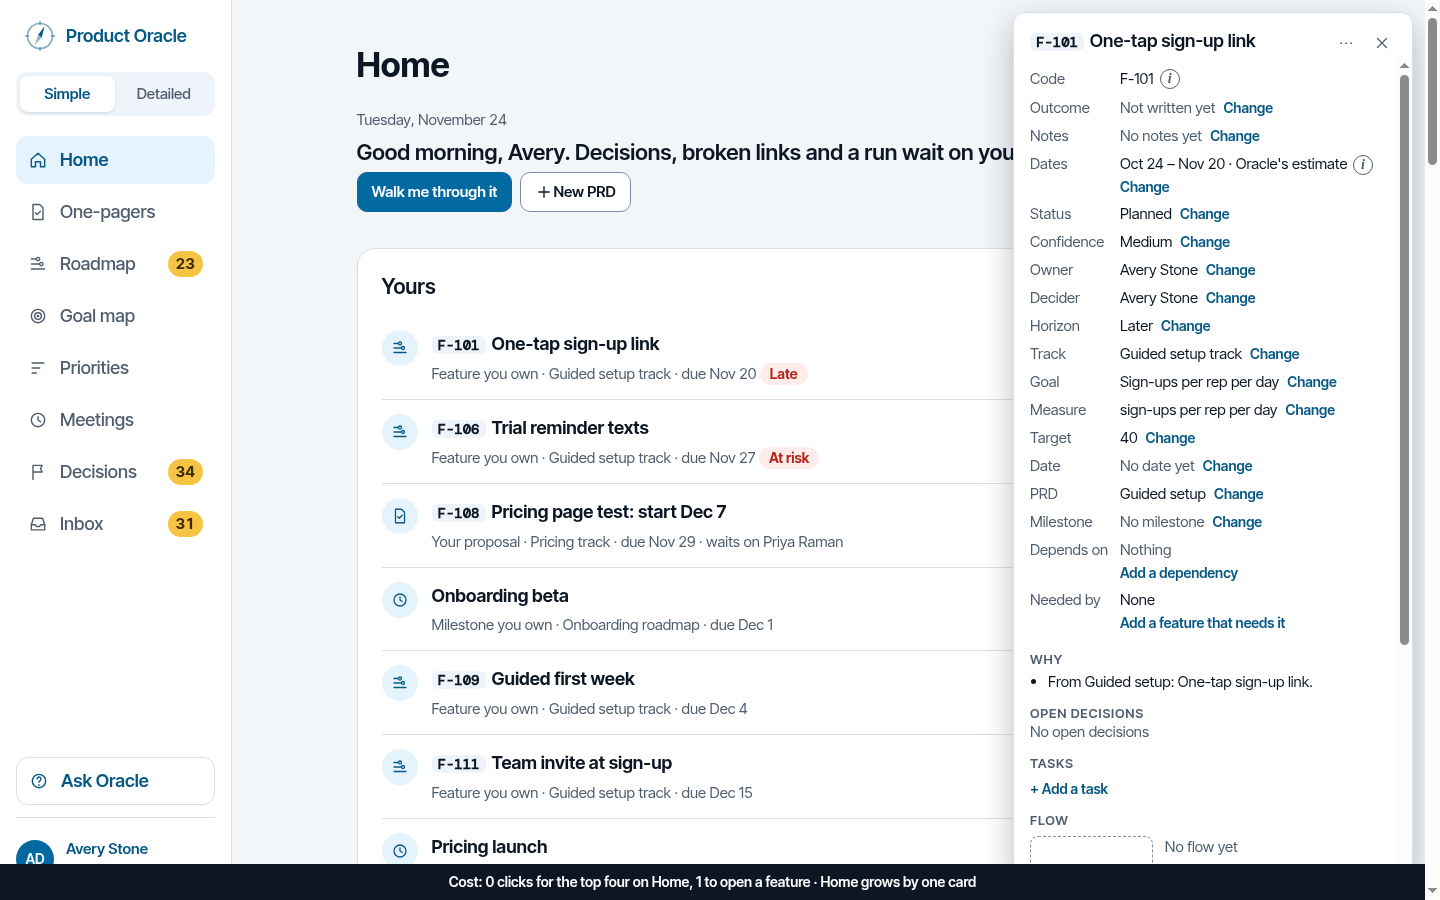 Product Oracle
Simple
Detailed
Home
One-pagers
Roadmap
23
Goal map
Priorities
Meetings
Decisions
34
Inbox
31
Ask Oracle
AD
Avery Stone
Home
Tuesday, November 24
Good morning, Avery. Decisions, broken links and a run wait on you
Walk me through it
+ New PRD
Yours
F-101 One-tap sign-up link
Feature you own · Guided setup track · due Nov 20 Late
F-106 Trial reminder texts
Feature you own · Guided setup track · due Nov 27 At risk
F-108 Pricing page test: start Dec 7
Your proposal · Pricing track · due Nov 29 · waits on Priya Raman
Onboarding beta
Milestone you own · Onboarding roadmap · due Dec 1
F-109 Guided first week
Feature you own · Guided setup track · due Dec 4
F-111 Team invite at sign-up
Feature you own · Guided setup track · due Dec 15
Pricing launch
F-101 One-tap sign-up link
Code F-101 i
Outcome Not written yet Change
Notes No notes yet Change
Dates Oct 24 – Nov 20 · Oracle's estimate i
Change
Status Planned Change
Confidence Medium Change
Owner Avery Stone Change
Decider Avery Stone Change
Horizon Later Change
Track Guided setup track Change
Goal Sign-ups per rep per day Change
Measure sign-ups per rep per day Change
Target 40 Change
Date No date yet Change
PRD Guided setup Change
Milestone No milestone Change
Depends on Nothing
Add a dependency
Needed by None
Add a feature that needs it
WHY
• From Guided setup: One-tap sign-up link.
OPEN DECISIONS
No open decisions
TASKS
+ Add a task
FLOW
No flow yet
Cost: 0 clicks for the top four on Home, 1 to open a feature · Home grows by one card